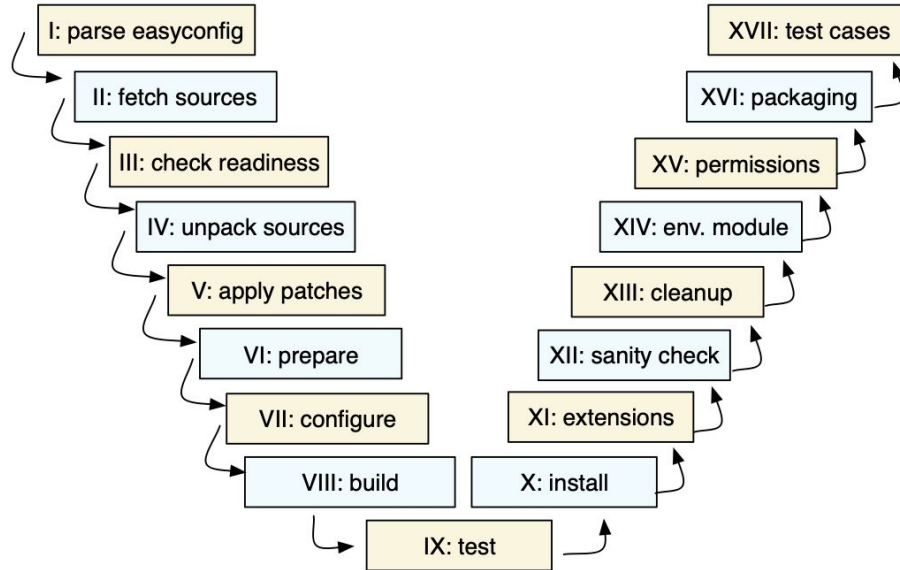 I: parse easyconfig
II: fetch sources
III: check readiness
IV: unpack sources
V: apply patches
VI: prepare
VII: configure
VIII: build
IX: test
X: install
XI: extensions
XII: sanity check
XIII: cleanup
XIV: env. module
XV: permissions
XVI: packaging
XVII: test cases